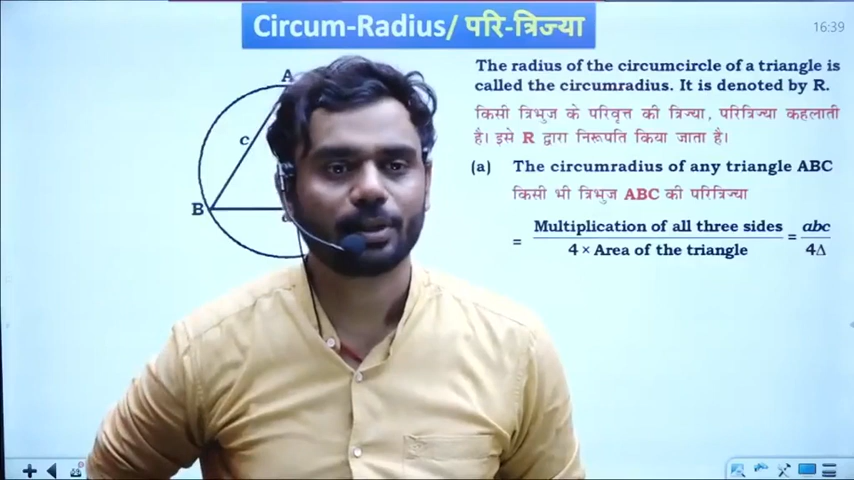 Circum-Radius/ परि-त्रिज्या
16:39
The radius of the circumcircle of a triangle is
called the circumradius. It is denoted by R.
किसी त्रिभुज के परिवृत्त की त्रिज्या, परित्रिज्या कहलाती
है। इसे R द्वारा निरूपति किया जाता है।
(a) The circumradius of any triangle ABC
किसी भी त्रिभुज ABC की परित्रिज्या
= Multiplication of all three sides / 4 × Area of the triangle = abc / 4Δ
A
c
B
a